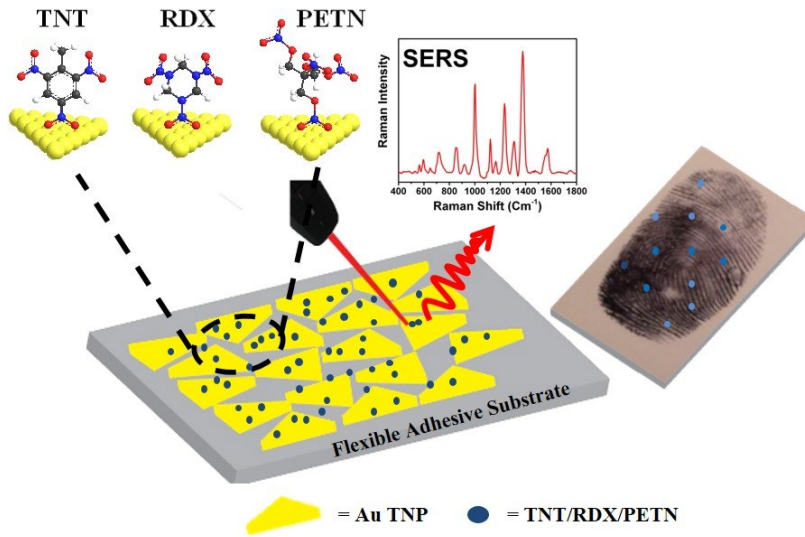 TNT RDX PETN
SERS
Raman Intensity
400 600 800 1000 1200 1400 1600 1800
Raman Shift (Cm⁻¹)
Flexible Adhesive Substrate
= Au TNP = TNT/RDX/PETN